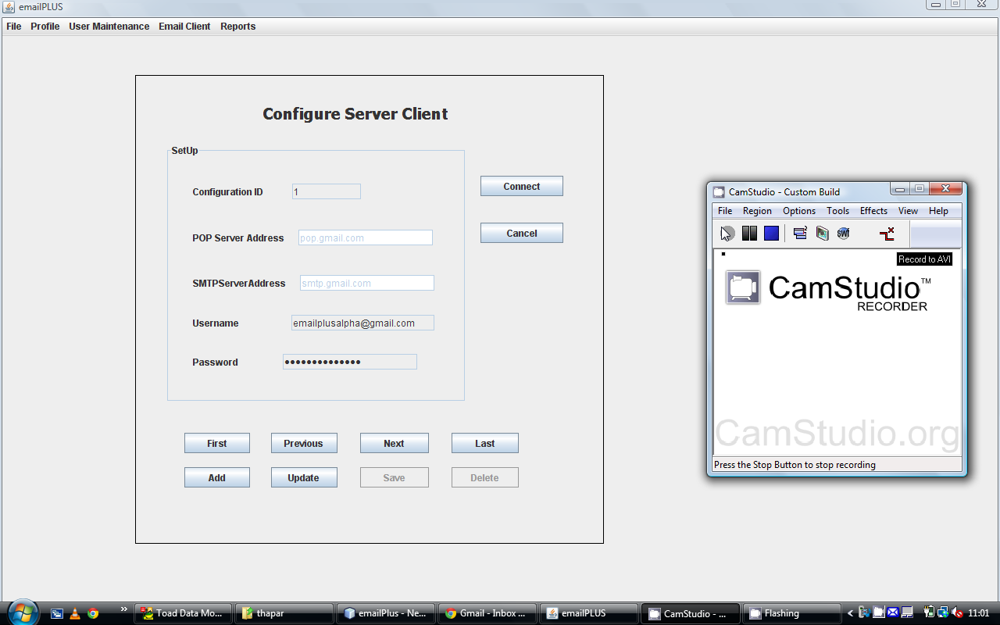 emailPLUS
File Profile User Maintenance Email Client Reports
Configure Server Client
SetUp
Configuration ID 1
POP Server Address pop.gmail.com
SMTPServerAddress smtp.gmail.com
Username emailplusalpha@gmail.com
Password ••••••••••••••
Connect
Cancel
First Previous Next Last
Add Update Save Delete
CamStudio - Custom Build
File Region Options Tools Effects View Help
SWF
Record to AVI
CamStudio™
RECORDER
CamStudio.org
Press the Stop Button to stop recording
» Toad Data Mo... thapar emailPlus - Ne... Gmail - Inbox ... emailPLUS CamStudio - ... Flashing < 11:01